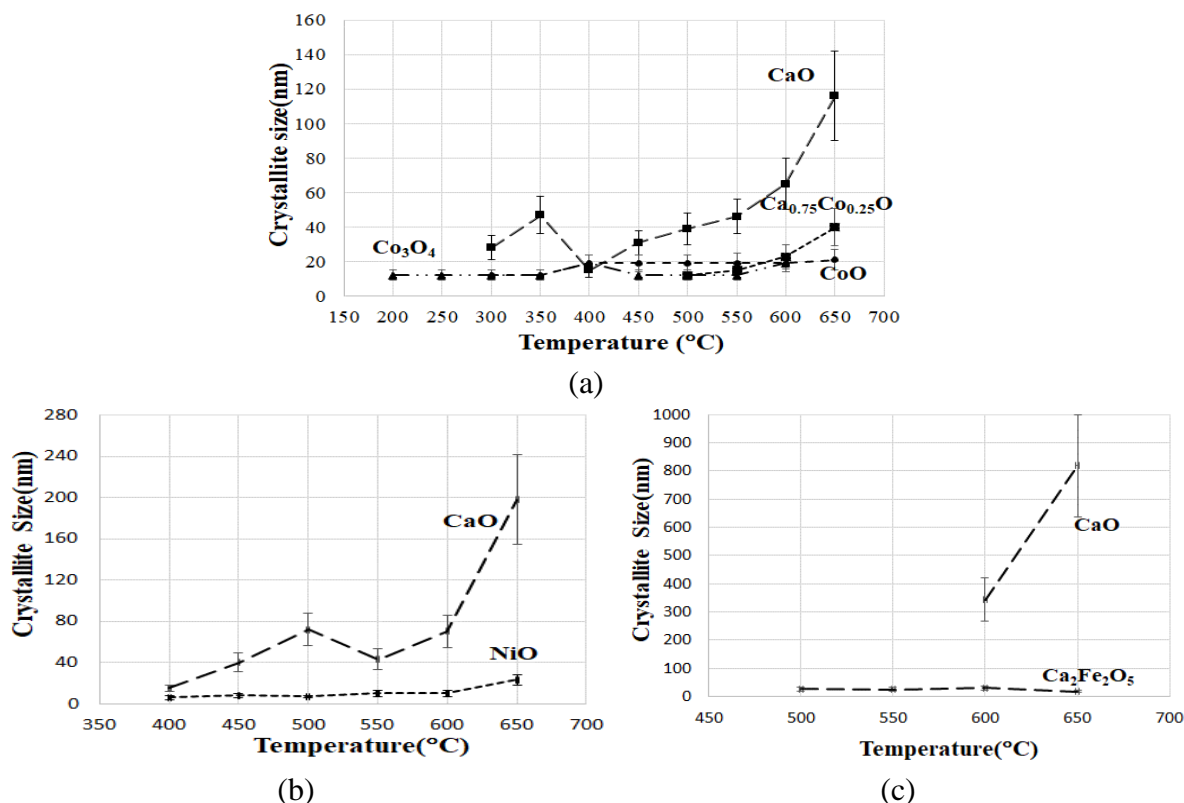 160
140
120
100
80
60
40
20
0
Crystallite size(nm)
CaO
Ca₀.₇₅Co₀.₂₅O
Co₃O₄
CoO
150 200 250 300 350 400 450 500 550 600 650 700
Temperature (°C)
(a)
280
240
200
160
120
80
40
0
Crystallite Size(nm)
CaO
NiO
350 400 450 500 550 600 650 700
Temperature(°C)
(b)
1000
900
800
700
600
500
400
300
200
100
0
Crystallite Size(nm)
CaO
Ca₂Fe₂O₅
450 500 550 600 650 700
Temperature(°C)
(c)